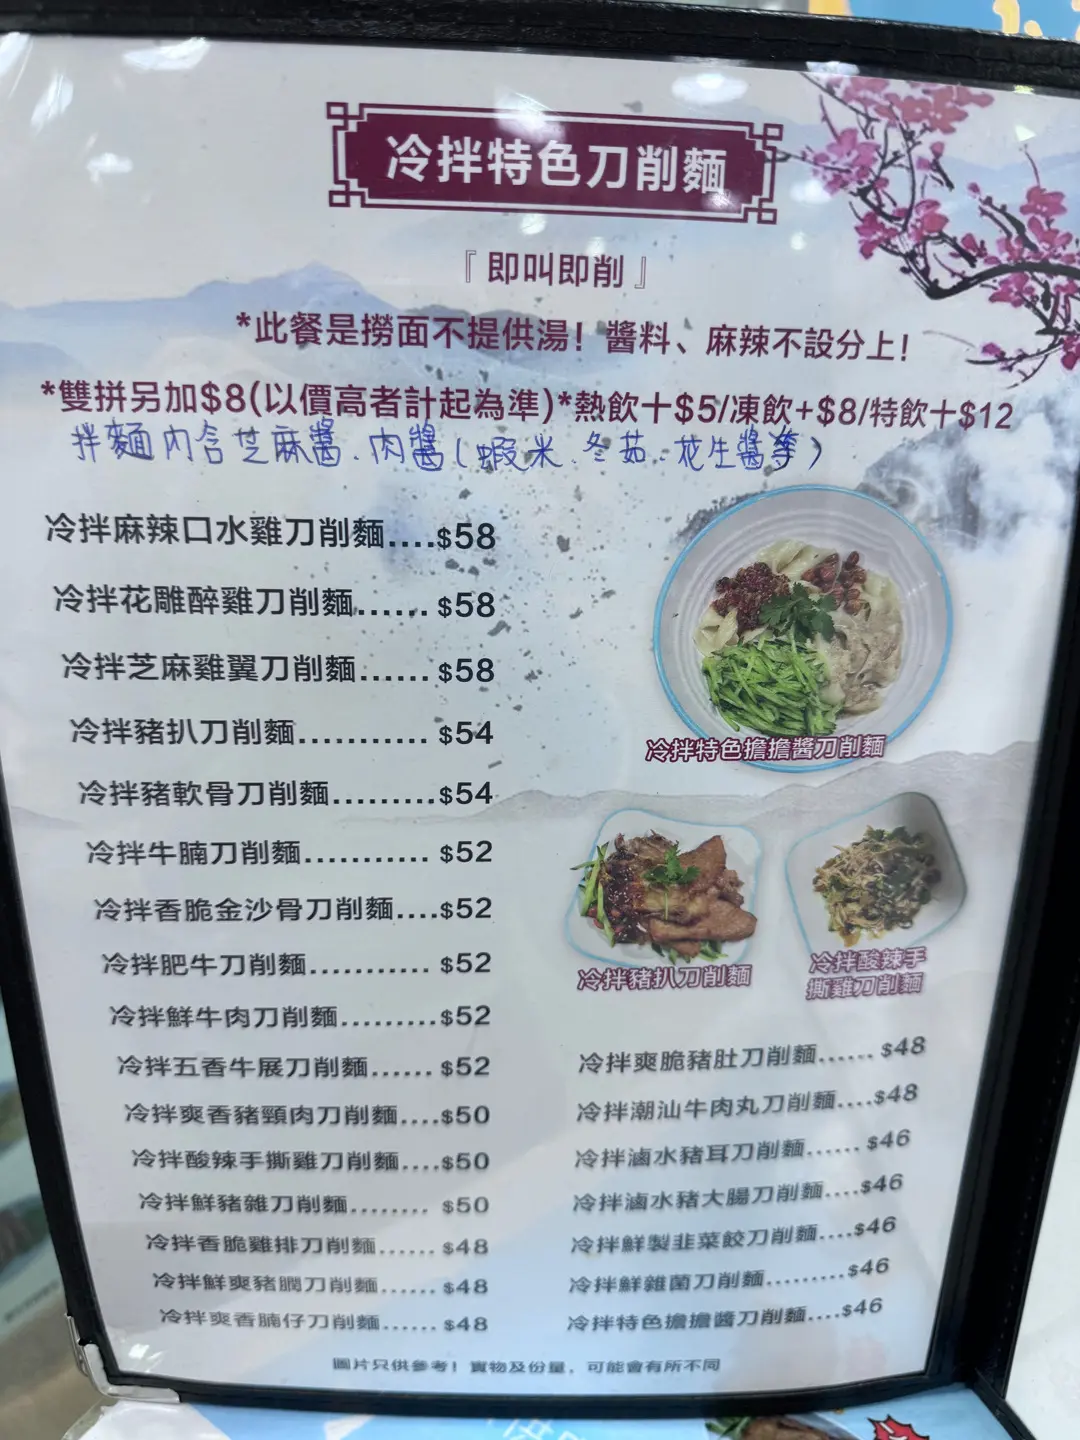 冷拌特色刀削麵
『即叫即削』
*此餐是撈面不提供湯！醬料、麻辣不設分上！
*雙拼另加$8(以價高者計起為準)*熱飲十$5/凍飲+$8/特飲十$12
拌麵內含芝麻醬.肉醬(蝦米.冬茹.花生醬等)
冷拌麻辣口水雞刀削麵....$58
冷拌花雕醉雞刀削麵......$58
冷拌芝麻雞翼刀削麵......$58
冷拌豬扒刀削麵...........$54
冷拌豬軟骨刀削麵.........$54
冷拌牛腩刀削麵...........$52
冷拌香脆金沙骨刀削麵....$52
冷拌肥牛刀削麵...........$52
冷拌鮮牛肉刀削麵.........$52
冷拌五香牛展刀削麵......$52
冷拌爽香豬頸肉刀削麵....$50
冷拌酸辣手撕雞刀削麵....$50
冷拌鮮豬雜刀削麵........$50
冷拌香脆雞排刀削麵......$48
冷拌鮮爽豬膶刀削麵......$48
冷拌爽香腩仔刀削麵......$48
冷拌特色擔擔醬刀削麵
冷拌豬扒刀削麵
冷拌酸辣手
撕雞刀削麵
冷拌爽脆豬肚刀削麵......$48
冷拌潮汕牛肉丸刀削麵....$48
冷拌滷水豬耳刀削麵......$46
冷拌滷水豬大腸刀削麵....$46
冷拌鮮製韭菜餃刀削麵....$46
冷拌鮮雜菌刀削麵.........$46
冷拌特色擔擔醬刀削麵....$46
圖片只供參考！實物及份量，可能會有所不同